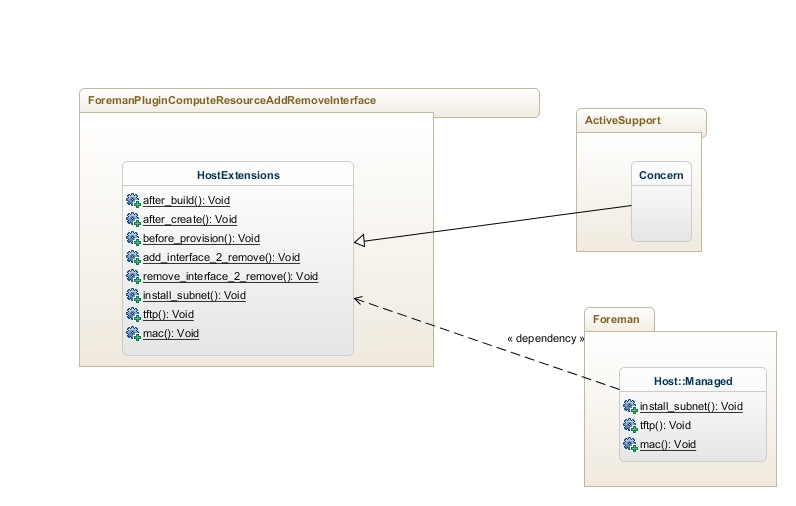 ForemanPluginComputeResourceAddRemoveInterface
HostExtensions
after_build(): Void
after_create(): Void
before_provision(): Void
add_interface_2_remove(): Void
remove_interface_2_remove(): Void
install_subnet(): Void
tftp(): Void
mac(): Void
ActiveSupport
Concern
« dependency »
Foreman
Host::Managed
install_subnet(): Void
tftp(): Void
mac(): Void